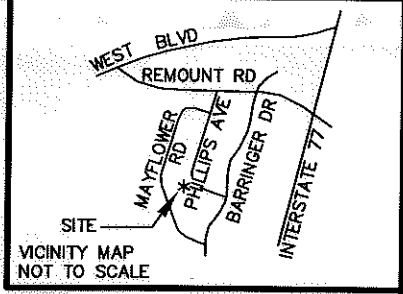 WEST BLVD
REMOUNT RD
MAYFLOWER RD
PHILLIPS AVE
BARRINGER DR
INTERSTATE 77
SITE
VICINITY MAP
NOT TO SCALE